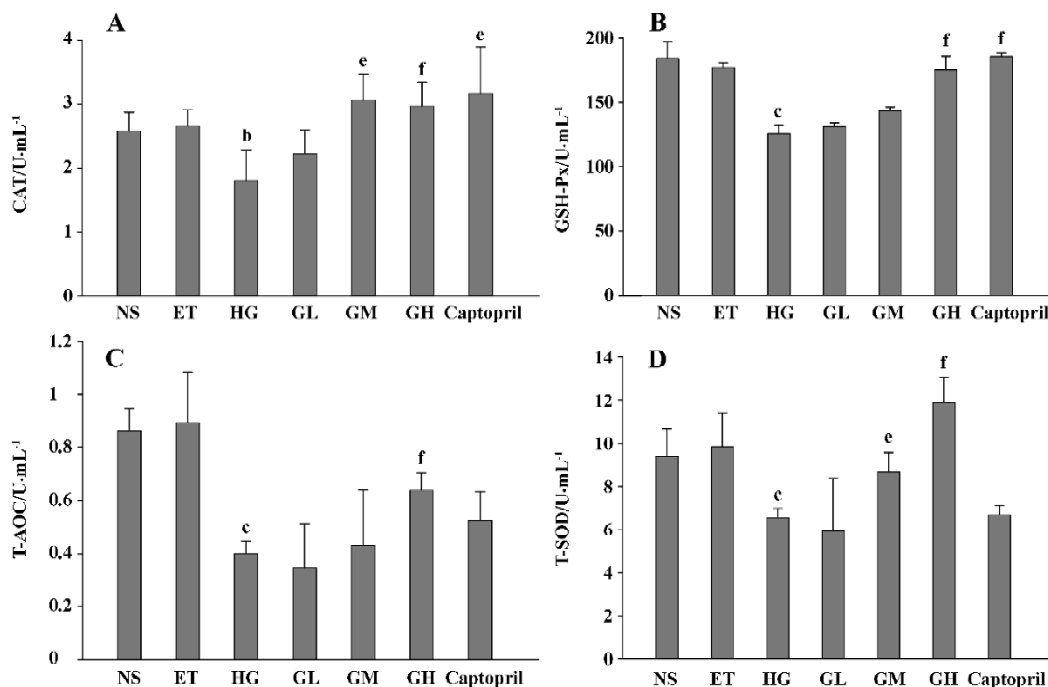 A
CAT/U·mL⁻¹
4
3
2
1
0
b
e
f
e
NS ET HG GL GM GH Captopril
B
GSH-Px/U·mL⁻¹
200
150
100
50
0
c
f
f
NS ET HG GL GM GH Captopril
C
T-AOC/U·mL⁻¹
1.2
1
0.8
0.6
0.4
0.2
0
c
f
NS ET HG GL GM GH Captopril
D
T-SOD/U·mL⁻¹
14
12
10
8
6
4
2
0
c
e
f
NS ET HG GL GM GH Captopril